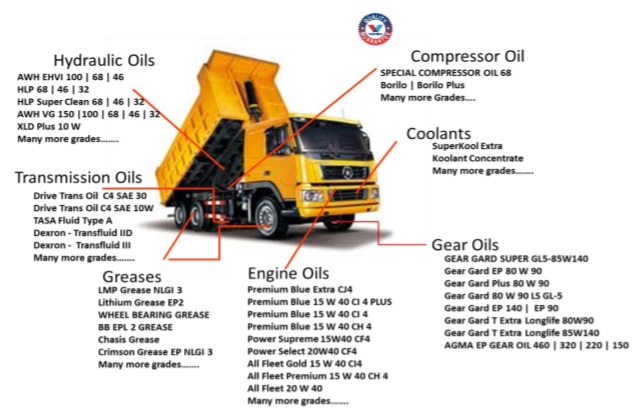 Hydraulic Oils
AWH EHVI 100 | 68 | 46
HLP 68 | 46 | 32
HLP Super Clean 68 | 46 | 32
AWH VG 150 |100 | 68 | 46 | 32
XLD Plus 10 W
Many more grades.......
Compressor Oil
SPECIAL COMPRESSOR OIL 68
Borilo | Borilo Plus
Many more Grades....
Coolants
SuperKool Extra
Koolant Concentrate
Many more grades.......
Transmission Oils
Drive Trans Oil C4 SAE 30
Drive Trans Oil C4 SAE 10W
TASA Fluid Type A
Dexron - Transfluid IID
Dexron - Transfluid III
Many more grades.......
Gear Oils
GEAR GARD SUPER GL5-85W140
Gear Gard EP 80 W 90
Gear Gard Plus 80 W 90
Gear Gard 80 W 90 LS GL-5
Gear Gard EP 140 | EP 90
Gear Gard T Extra Longlife 80W90
Gear Gard T Extra Longlife 85W140
AGMA EP GEAR OIL 460 | 320 | 220 | 150
Greases
LMP Grease NLGI 3
Lithium Grease EP2
WHEEL BEARING GREASE
BB EPL 2 GREASE
Chasis Grease
Crimson Grease EP NLGI 3
Many more grades.......
Engine Oils
Premium Blue Extra CJ4
Premium Blue 15 W 40 CI 4 PLUS
Premium Blue 15 W 40 CI 4
Premium Blue 15 W 40 CH 4
Power Supreme 15W40 CF4
Power Select 20W40 CF4
All Fleet Gold 15 W 40 CI4
All Fleet Premium 15 W 40 CH 4
All Fleet 20 W 40
Many more grades.......